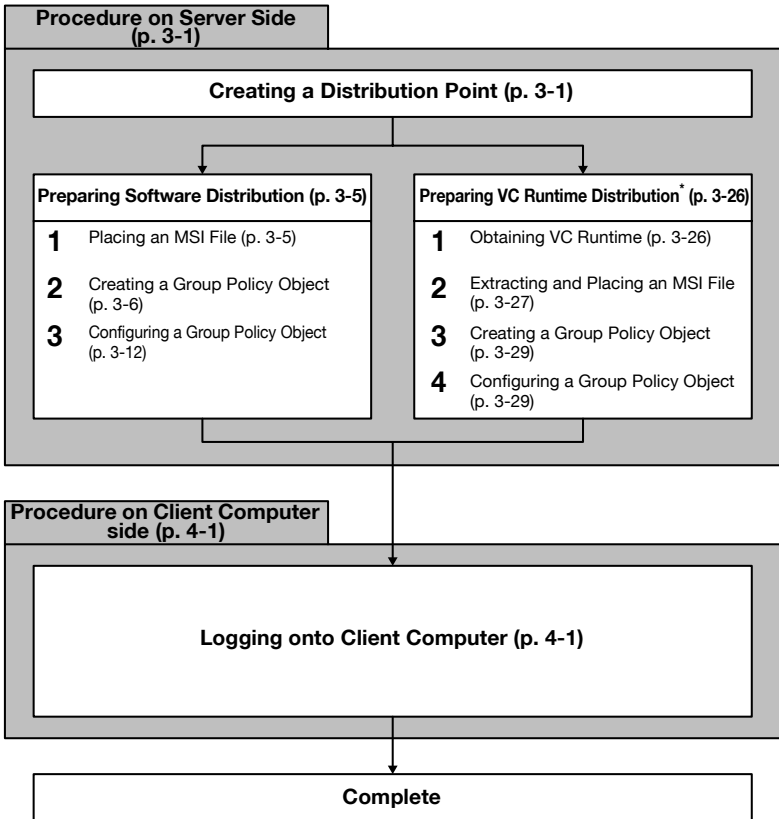 Procedure on Server Side
(p. 3-1)
Creating a Distribution Point (p. 3-1)
Preparing Software Distribution (p. 3-5)
1 Placing an MSI File (p. 3-5)
2 Creating a Group Policy Object
(p. 3-6)
3 Configuring a Group Policy Object
(p. 3-12)
Preparing VC Runtime Distribution* (p. 3-26)
1 Obtaining VC Runtime (p. 3-26)
2 Extracting and Placing an MSI File
(p. 3-27)
3 Creating a Group Policy Object
(p. 3-29)
4 Configuring a Group Policy Object
(p. 3-29)
Procedure on Client Computer
side (p. 4-1)
Logging onto Client Computer (p. 4-1)
Complete